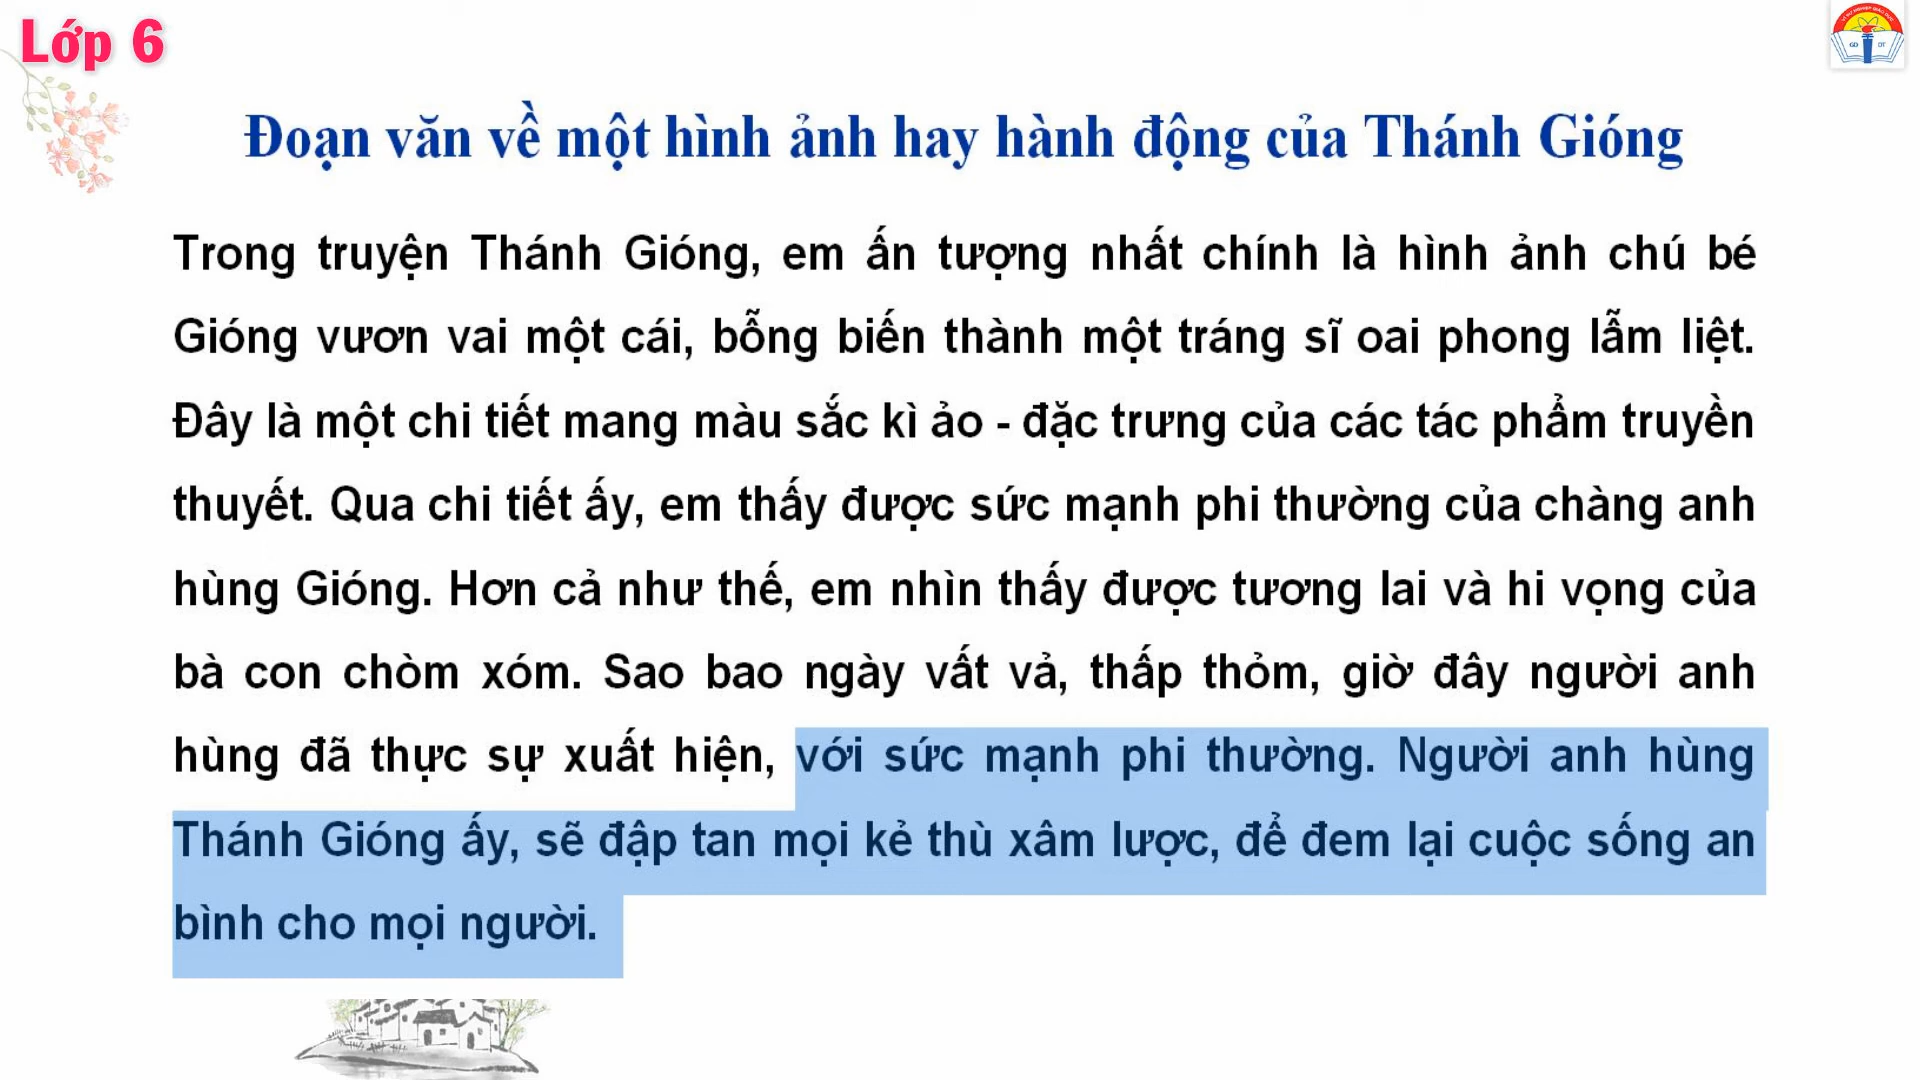 Lớp 6
Đoạn văn về một hình ảnh hay hành động của Thánh Gióng
Trong truyện Thánh Gióng, em ấn tượng nhất chính là hình ảnh chú bé
Gióng vươn vai một cái, bỗng biến thành một tráng sĩ oai phong lẫm liệt.
Đây là một chi tiết mang màu sắc kì ảo - đặc trưng của các tác phẩm truyền
thuyết. Qua chi tiết ấy, em thấy được sức mạnh phi thường của chàng anh
hùng Gióng. Hơn cả như thế, em nhìn thấy được tương lai và hi vọng của
bà con chòm xóm. Sao bao ngày vất vả, thấp thỏm, giờ đây người anh
hùng đã thực sự xuất hiện, với sức mạnh phi thường. Người anh hùng
Thánh Gióng ấy, sẽ đập tan mọi kẻ thù xâm lược, để đem lại cuộc sống an
bình cho mọi người.
VÌ SỰ NGHIỆP GIÁO DỤC
GD ĐT